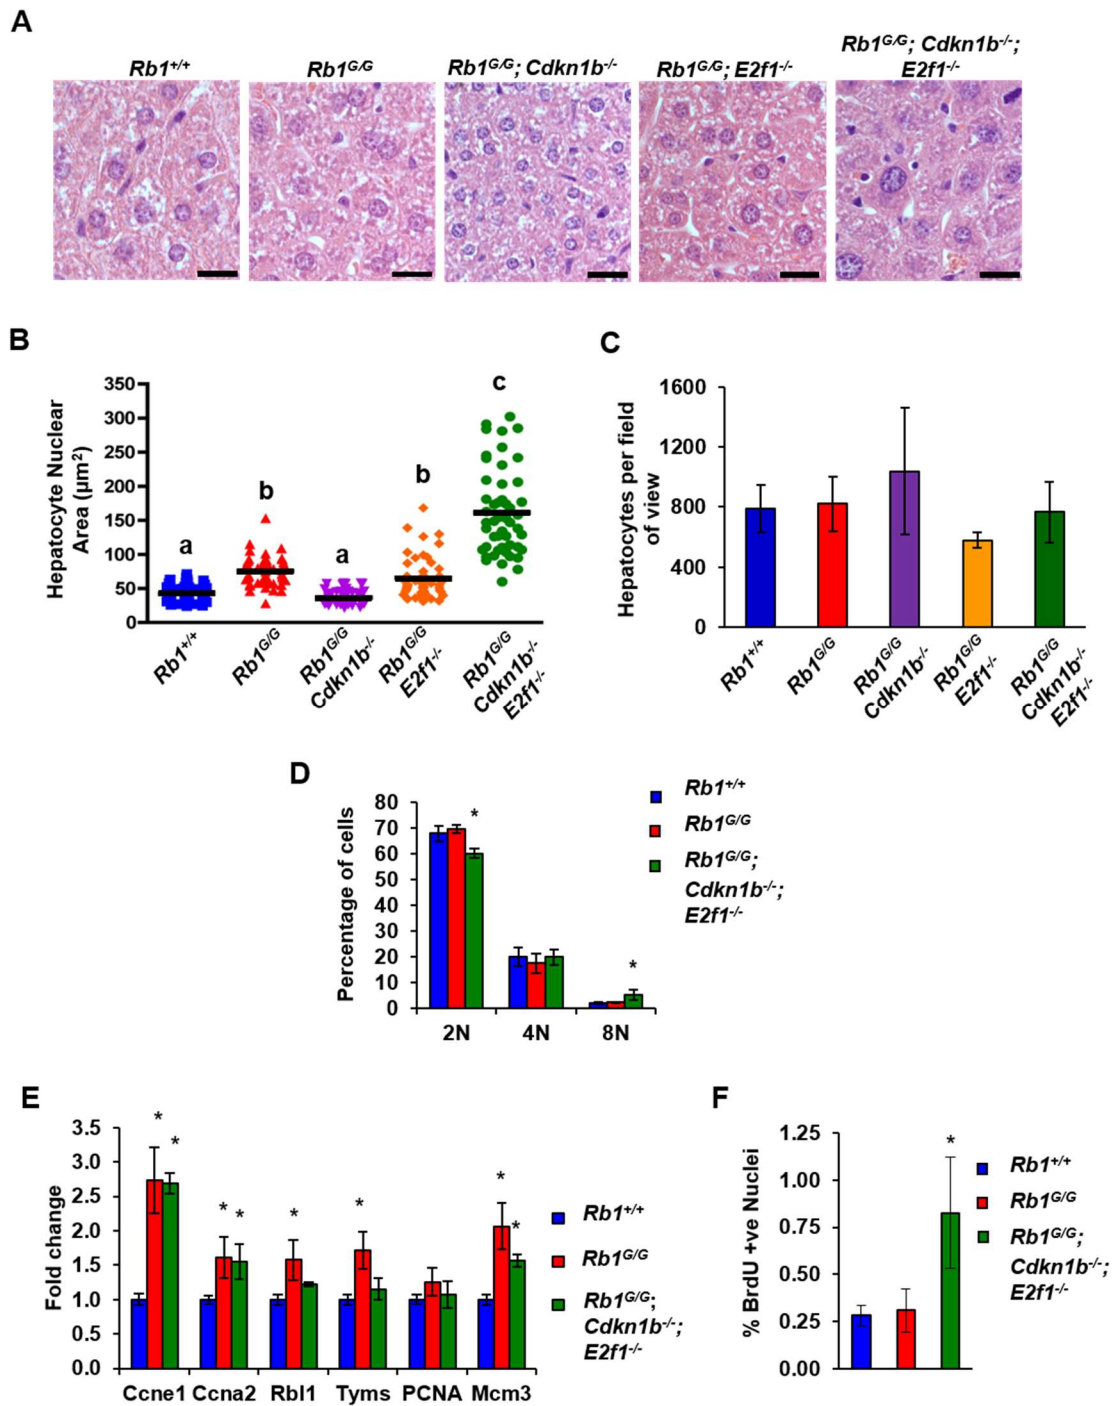 A
Rb1+/+
Rb1G/G
Rb1G/G; Cdkn1b-/-
Rb1G/G; E2f1-/-
Rb1G/G; Cdkn1b-/-;
E2f1-/-
B
Hepatocyte Nuclear
Area (µm²)
350
300
250
200
150
100
50
0
a
b
a
b
c
Rb1+/+
Rb1G/G
Rb1G/G
Cdkn1b-/-
Rb1G/G
E2f1-/-
Rb1G/G
Cdkn1b-/-
E2f1-/-
C
Hepatocytes per field
of view
1600
1200
800
400
0
Rb1+/+
Rb1G/G
Rb1G/G
Cdkn1b-/-
Rb1G/G
E2f1-/-
Rb1G/G
Cdkn1b-/-
E2f1-/-
D
Percentage of cells
80
70
60
50
40
30
20
10
0
*
*
2N
4N
8N
Rb1+/+
Rb1G/G
Rb1G/G;
Cdkn1b-/-;
E2f1-/-
E
Fold change
3.5
3.0
2.5
2.0
1.5
1.0
0.5
0.0
*
*
*
*
*
*
*
*
Ccne1 Ccna2 Rbl1 Tyms PCNA Mcm3
Rb1+/+
Rb1G/G
Rb1G/G;
Cdkn1b-/-;
E2f1-/-
F
% BrdU +ve Nuclei
1.25
1.00
0.75
0.50
0.25
0.00
*
Rb1+/+
Rb1G/G
Rb1G/G;
Cdkn1b-/-;
E2f1-/-